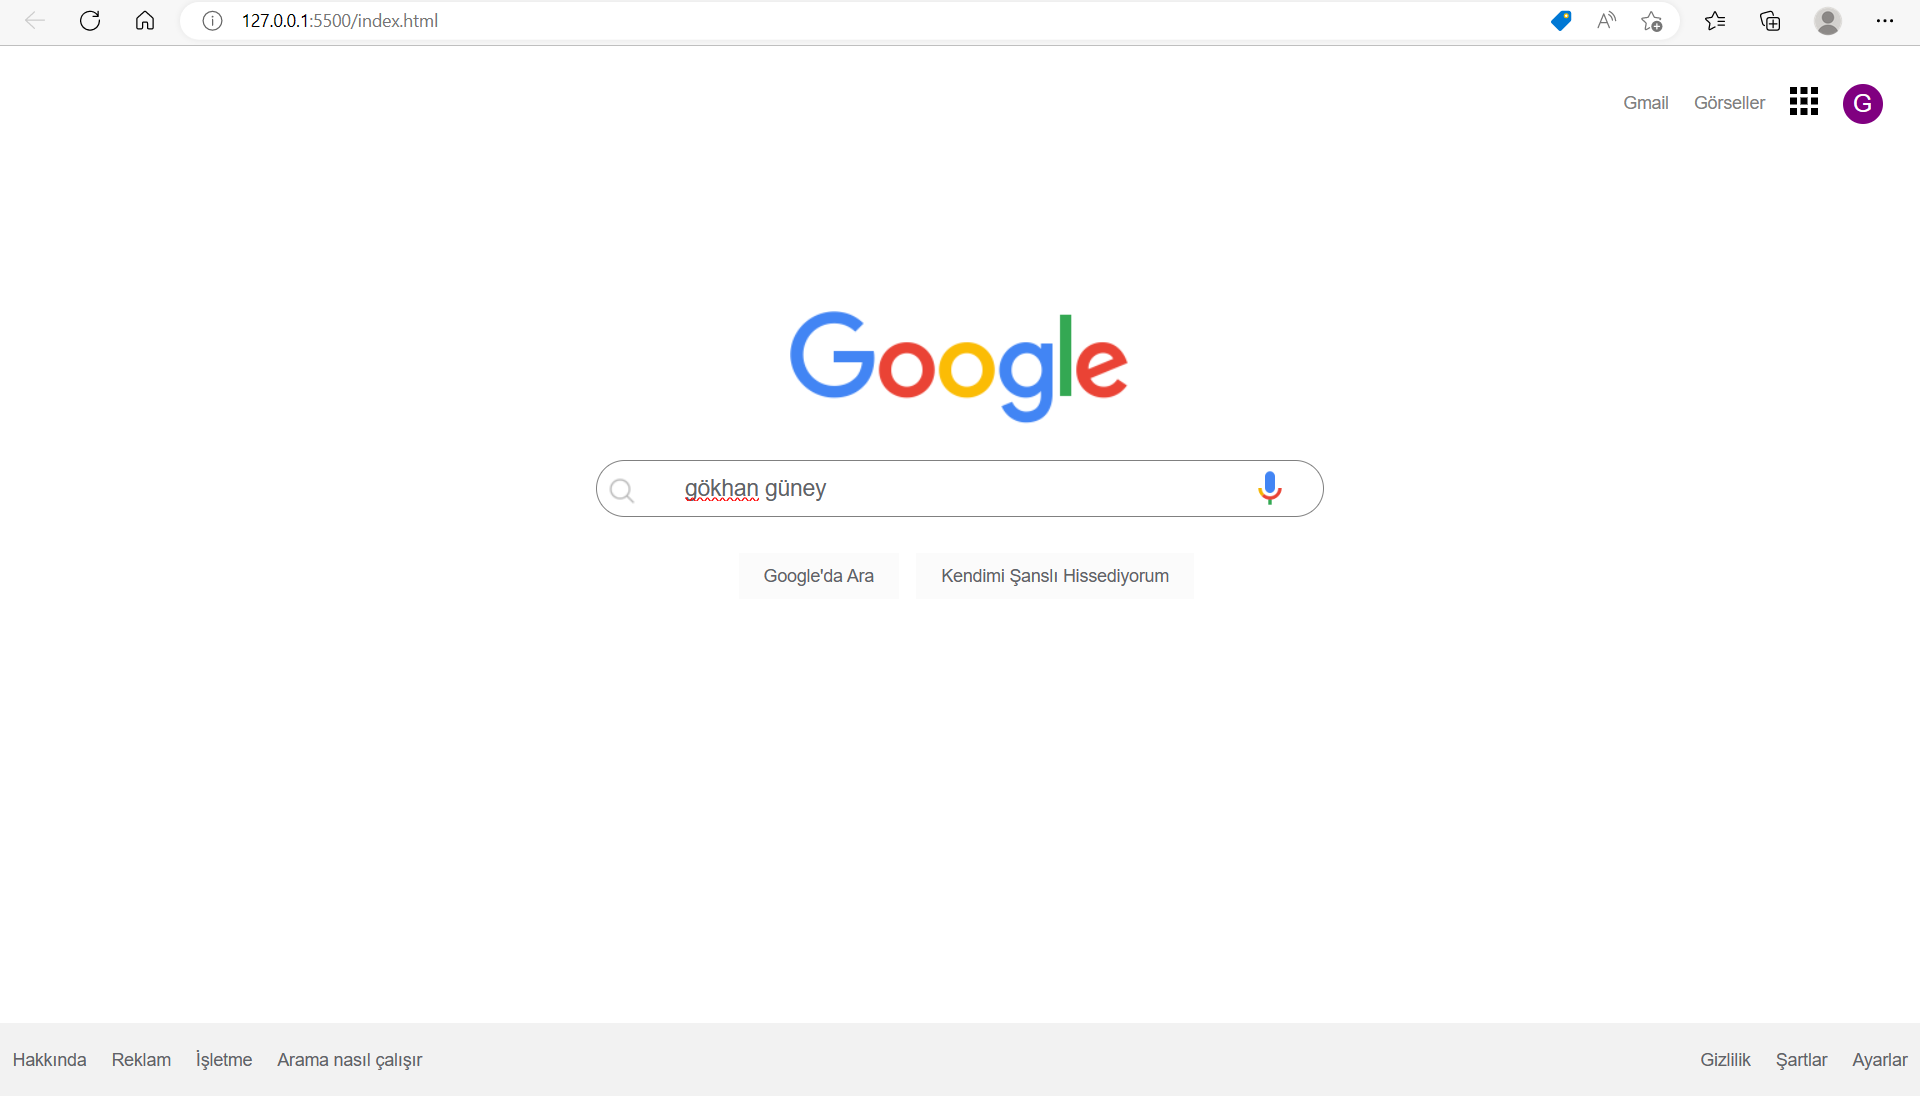 127.0.0.1:5500/index.html
Gmail Görseller G
Google
gökhan güney
Google'da Ara Kendimi Şanslı Hissediyorum
Hakkında Reklam İşletme Arama nasıl çalışır Gizlilik Şartlar Ayarlar